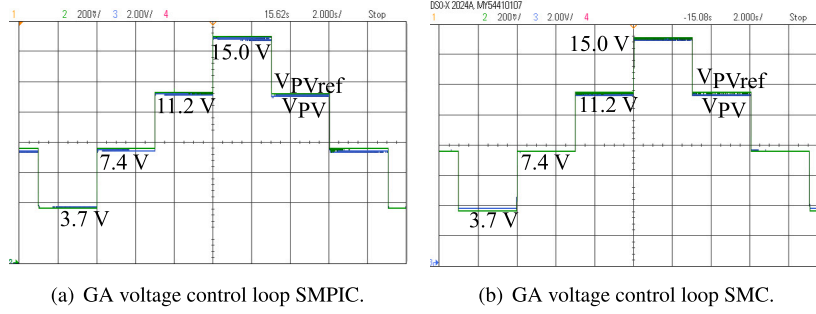 DSO-X 2024A, MY54410107
1 2 200㎷/ 3 2.00V/ 4 15.62s 2.000s/ Stop
15.0 V
VPVref
VPV
11.2 V
7.4 V
3.7 V
(a) GA voltage control loop SMPIC.
1 2 200㎷/ 3 2.00V/ 4 -15.08s 2.000s/ Stop
15.0 V
VPVref
VPV
11.2 V
7.4 V
3.7 V
(b) GA voltage control loop SMC.